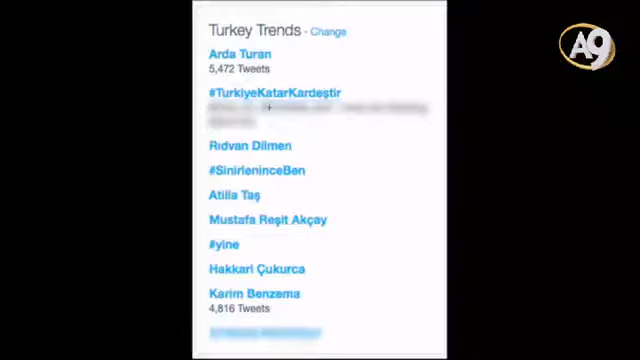 Turkey Trends · Change
A9
Arda Turan
5,472 Tweets
#TurkiyeKatarKardeştir
Rıdvan Dilmen
#SinirleninceBen
Atilla Taş
Mustafa Reşit Akçay
#yine
Hakkari Çukurca
Karim Benzema
4,816 Tweets